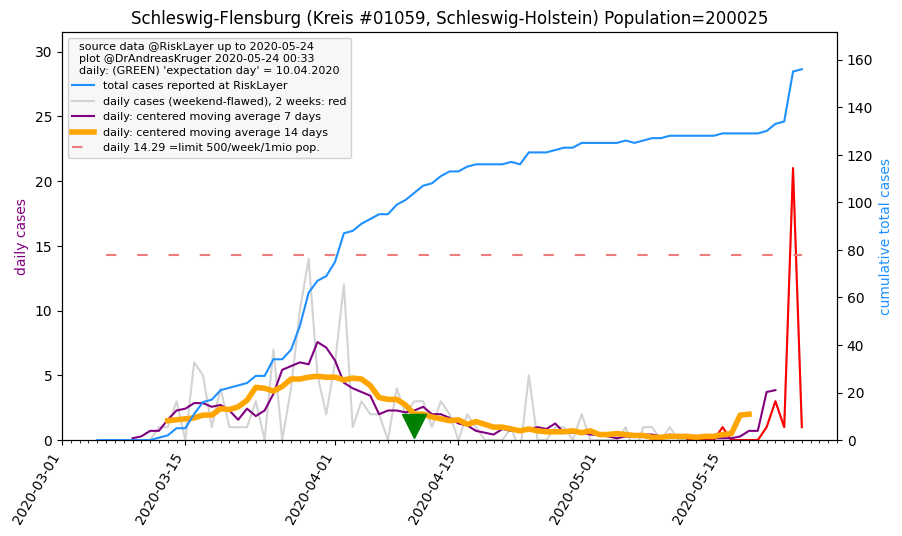 Schleswig-Flensburg (Kreis #01059, Schleswig-Holstein) Population=200025
source data @RiskLayer up to 2020-05-24
plot @DrAndreasKruger 2020-05-24 00:33
daily: (GREEN) 'expectation day' = 10.04.2020
total cases reported at RiskLayer
daily cases (weekend-flawed), 2 weeks: red
daily: centered moving average 7 days
daily: centered moving average 14 days
daily 14.29 =limit 500/week/1mio pop.
daily cases
30
25
20
15
10
5
0
160
140
120
100
80
60
40
20
0
cumulative total cases
2020-03-01
2020-03-15
2020-04-01
2020-04-15
2020-05-01
2020-05-15